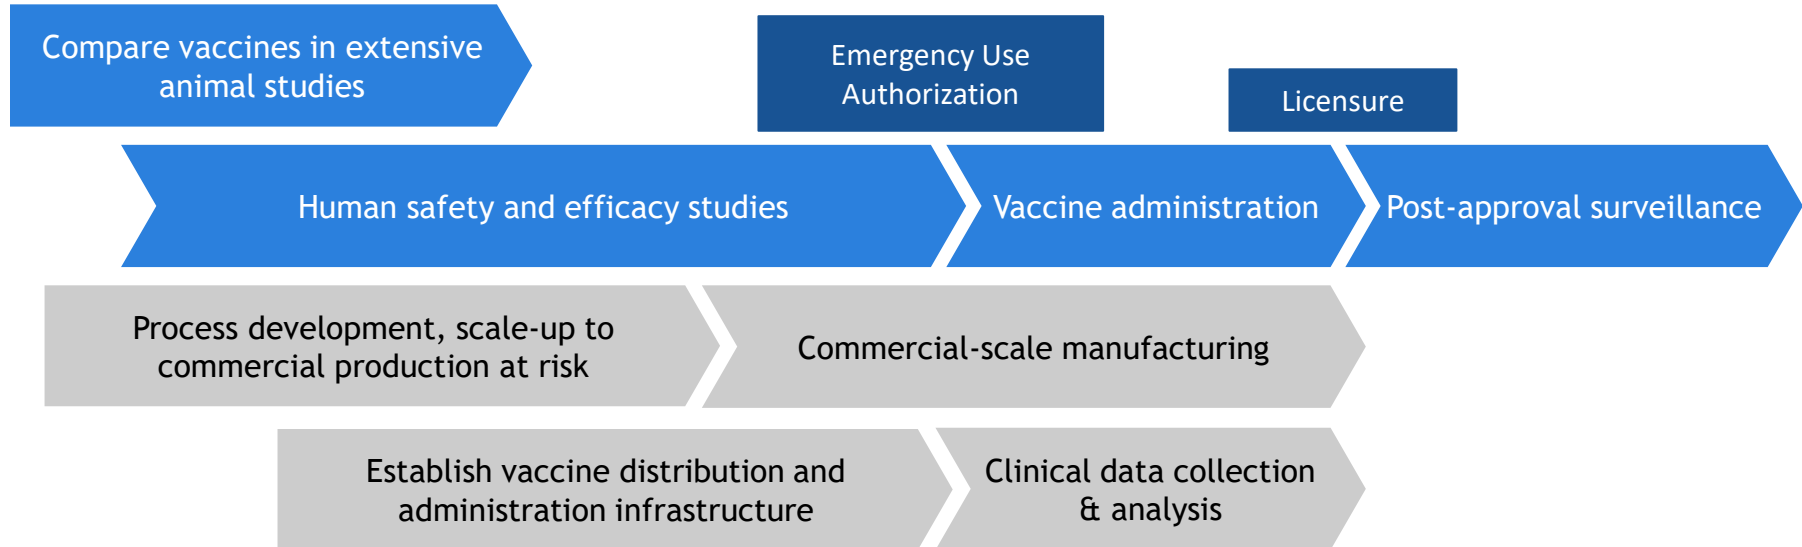 Compare vaccines in extensive
animal studies
Emergency Use
Authorization
Licensure
Human safety and efficacy studies
Vaccine administration
Post-approval surveillance
Process development, scale-up to
commercial production at risk
Commercial-scale manufacturing
Establish vaccine distribution and
administration infrastructure
Clinical data collection
& analysis